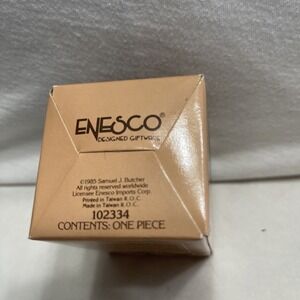 ENESCO®
DESIGNED GIFTWARE
©1985 Samuel J. Butcher
All rights reserved worldwide
Licensee Enesco Imports Corp.
Printed in Taiwan R.O.C.
Made in Taiwan R.O.C.
102334
CONTENTS: ONE PIECE